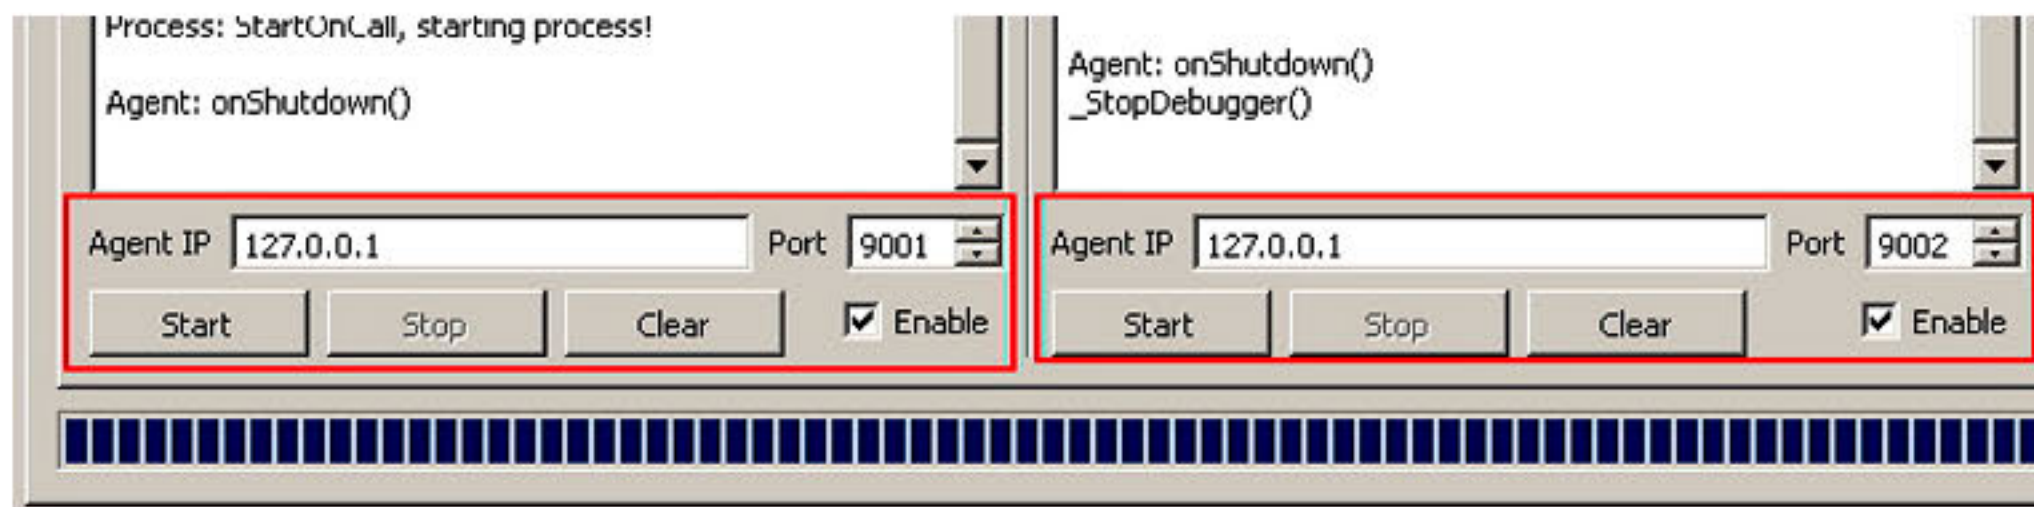 Process: StartOnCall, starting process!
Agent: onShutdown()
Agent: onShutdown()
_StopDebugger()
Agent IP 127.0.0.1 Port 9001
Start Stop Clear Enable
Agent IP 127.0.0.1 Port 9002
Start Stop Clear Enable